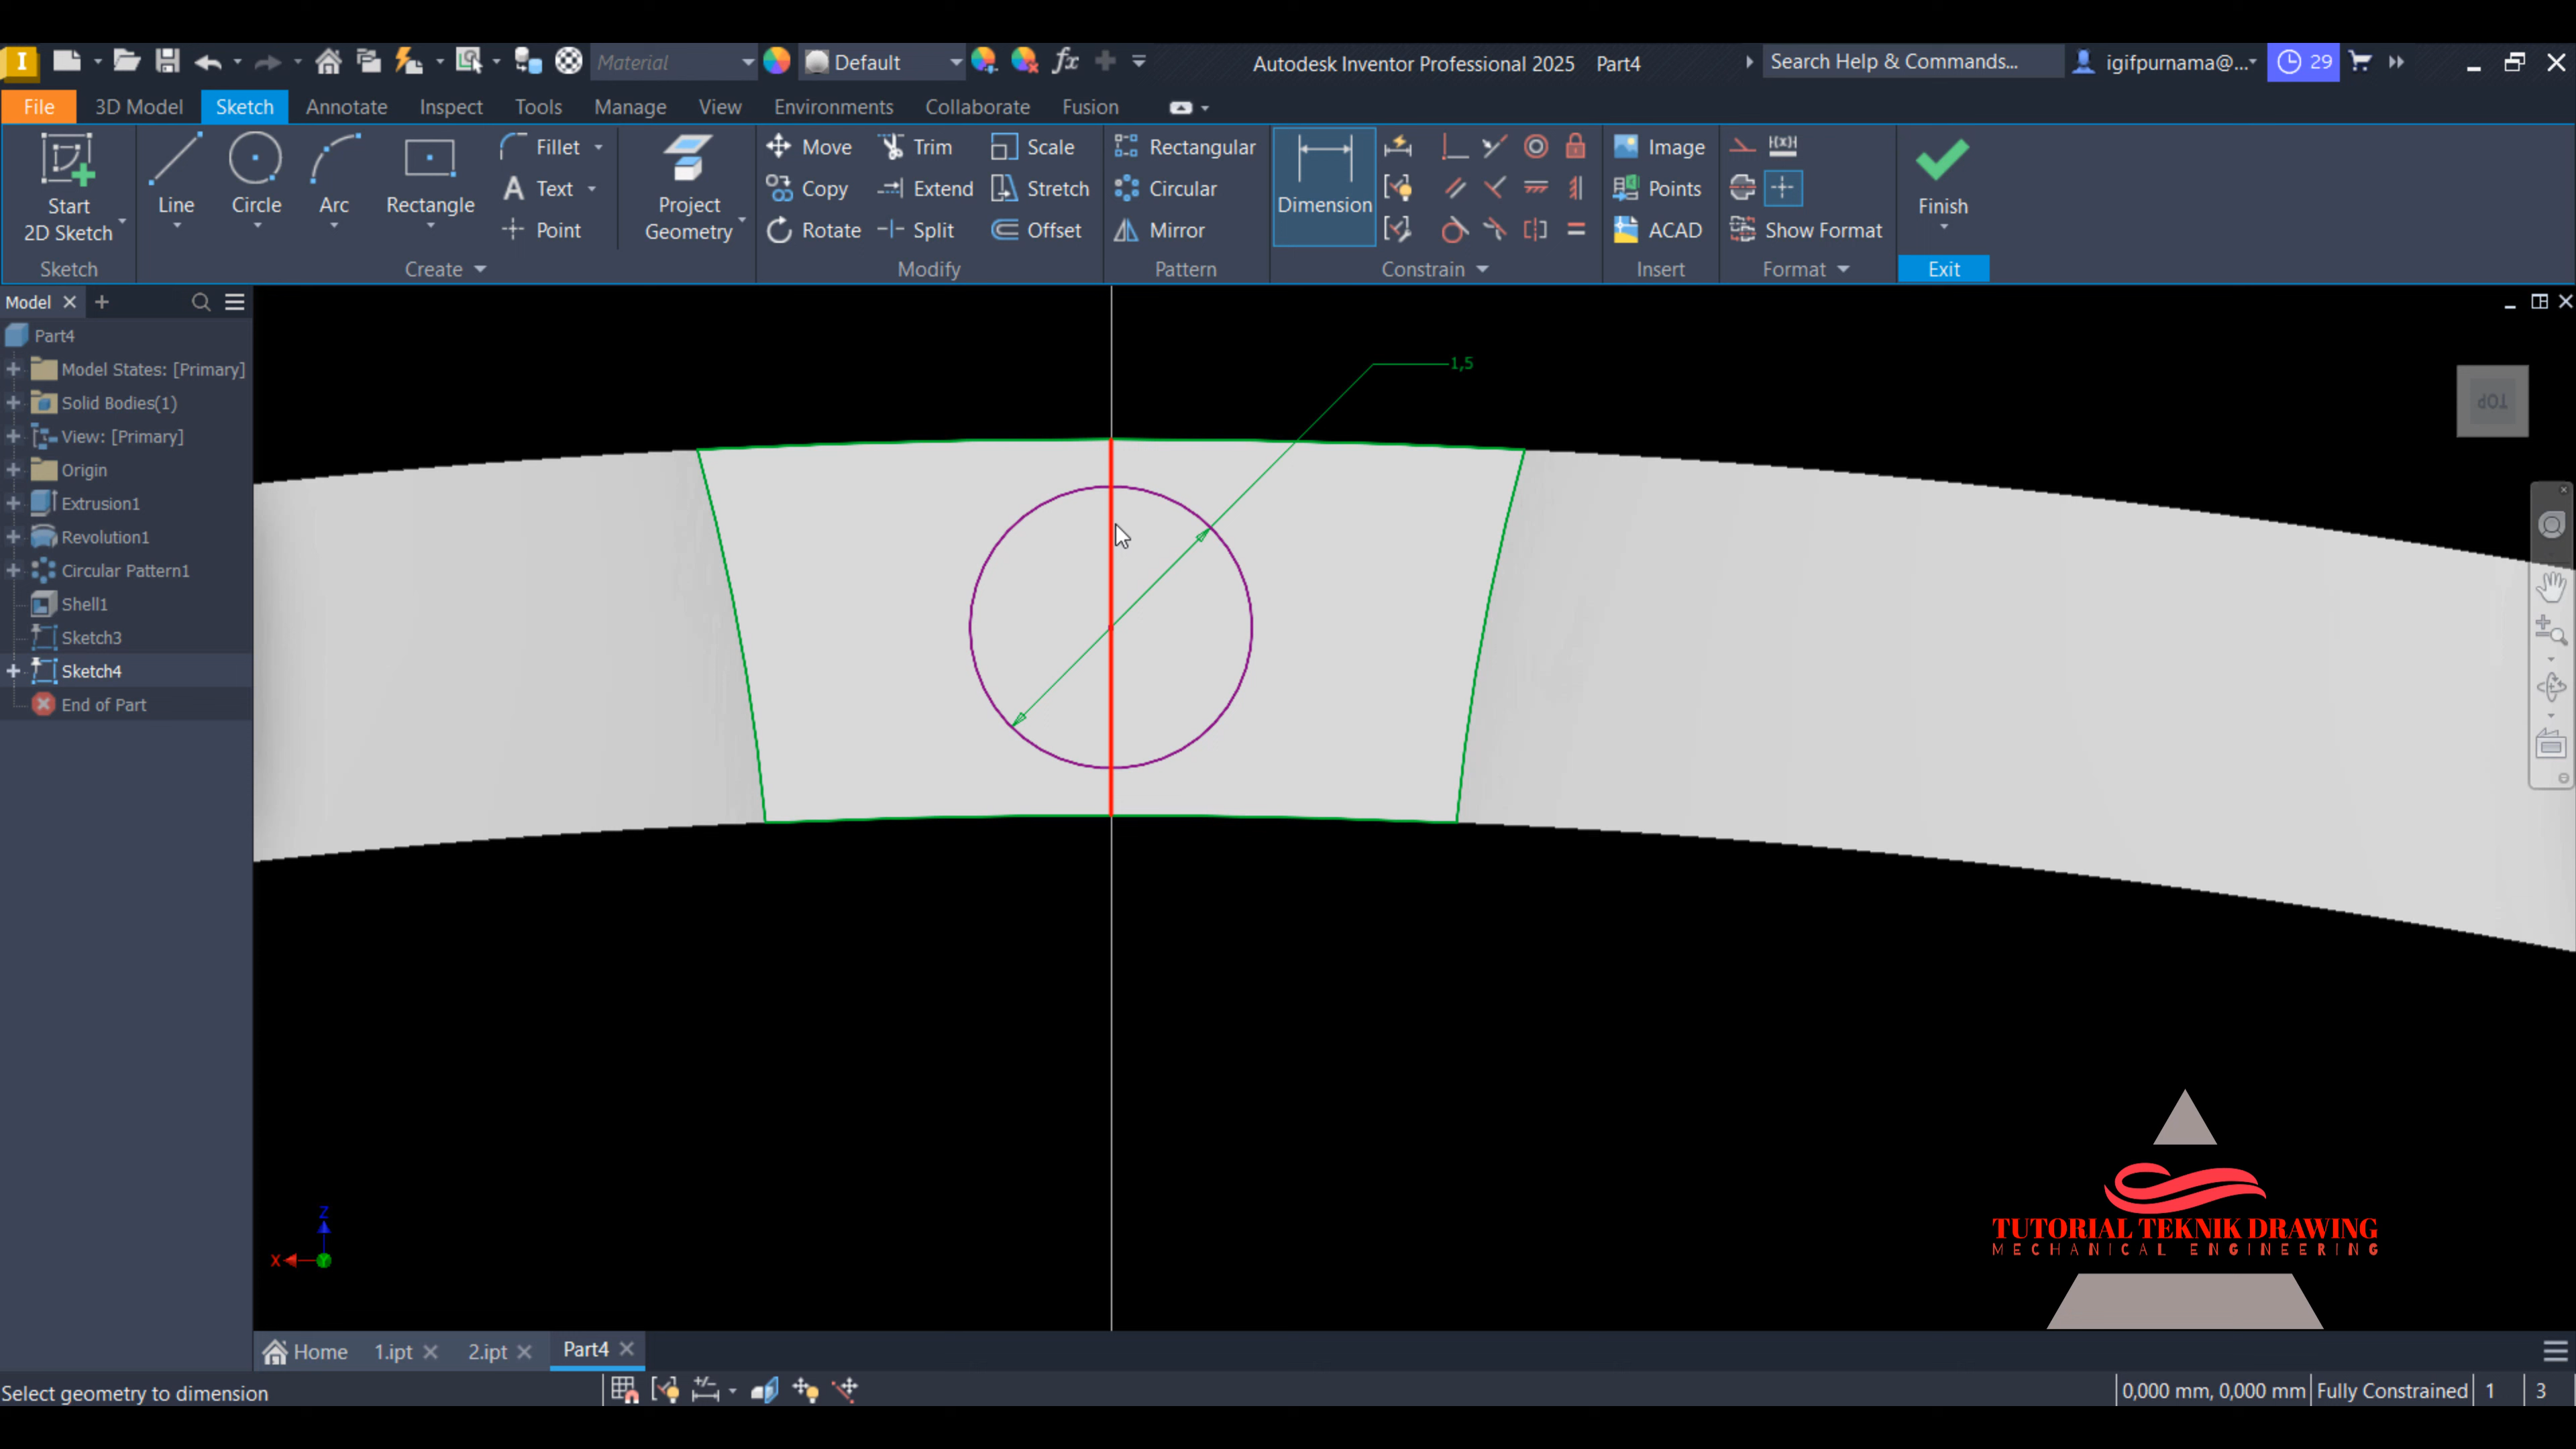 I Material Default fx Autodesk Inventor Professional 2025 Part4 Search Help & Commands... igifpurnama@... 29
File 3D Model Sketch Annotate Inspect Tools Manage View Environments Collaborate Fusion
Start 2D Sketch Line Circle Arc Rectangle Fillet Text Point Project Geometry
Move Trim Scale Rectangular
Copy Extend Stretch Circular
Rotate Split Offset Mirror
Dimension
Image
Points
ACAD
Show Format
Finish
Sketch Create Modify Pattern Constrain Insert Format Exit
Model
Part4
Model States: [Primary]
Solid Bodies(1)
View: [Primary]
Origin
Extrusion1
Revolution1
Circular Pattern1
Shell1
Sketch3
Sketch4
End of Part
1,5
TOP
Z
X
Y
TUTORIAL TEKNIK DRAWING
MECHANICAL ENGINEERING
Home 1.ipt 2.ipt Part4
Select geometry to dimension 0,000 mm, 0,000 mm Fully Constrained 1 3